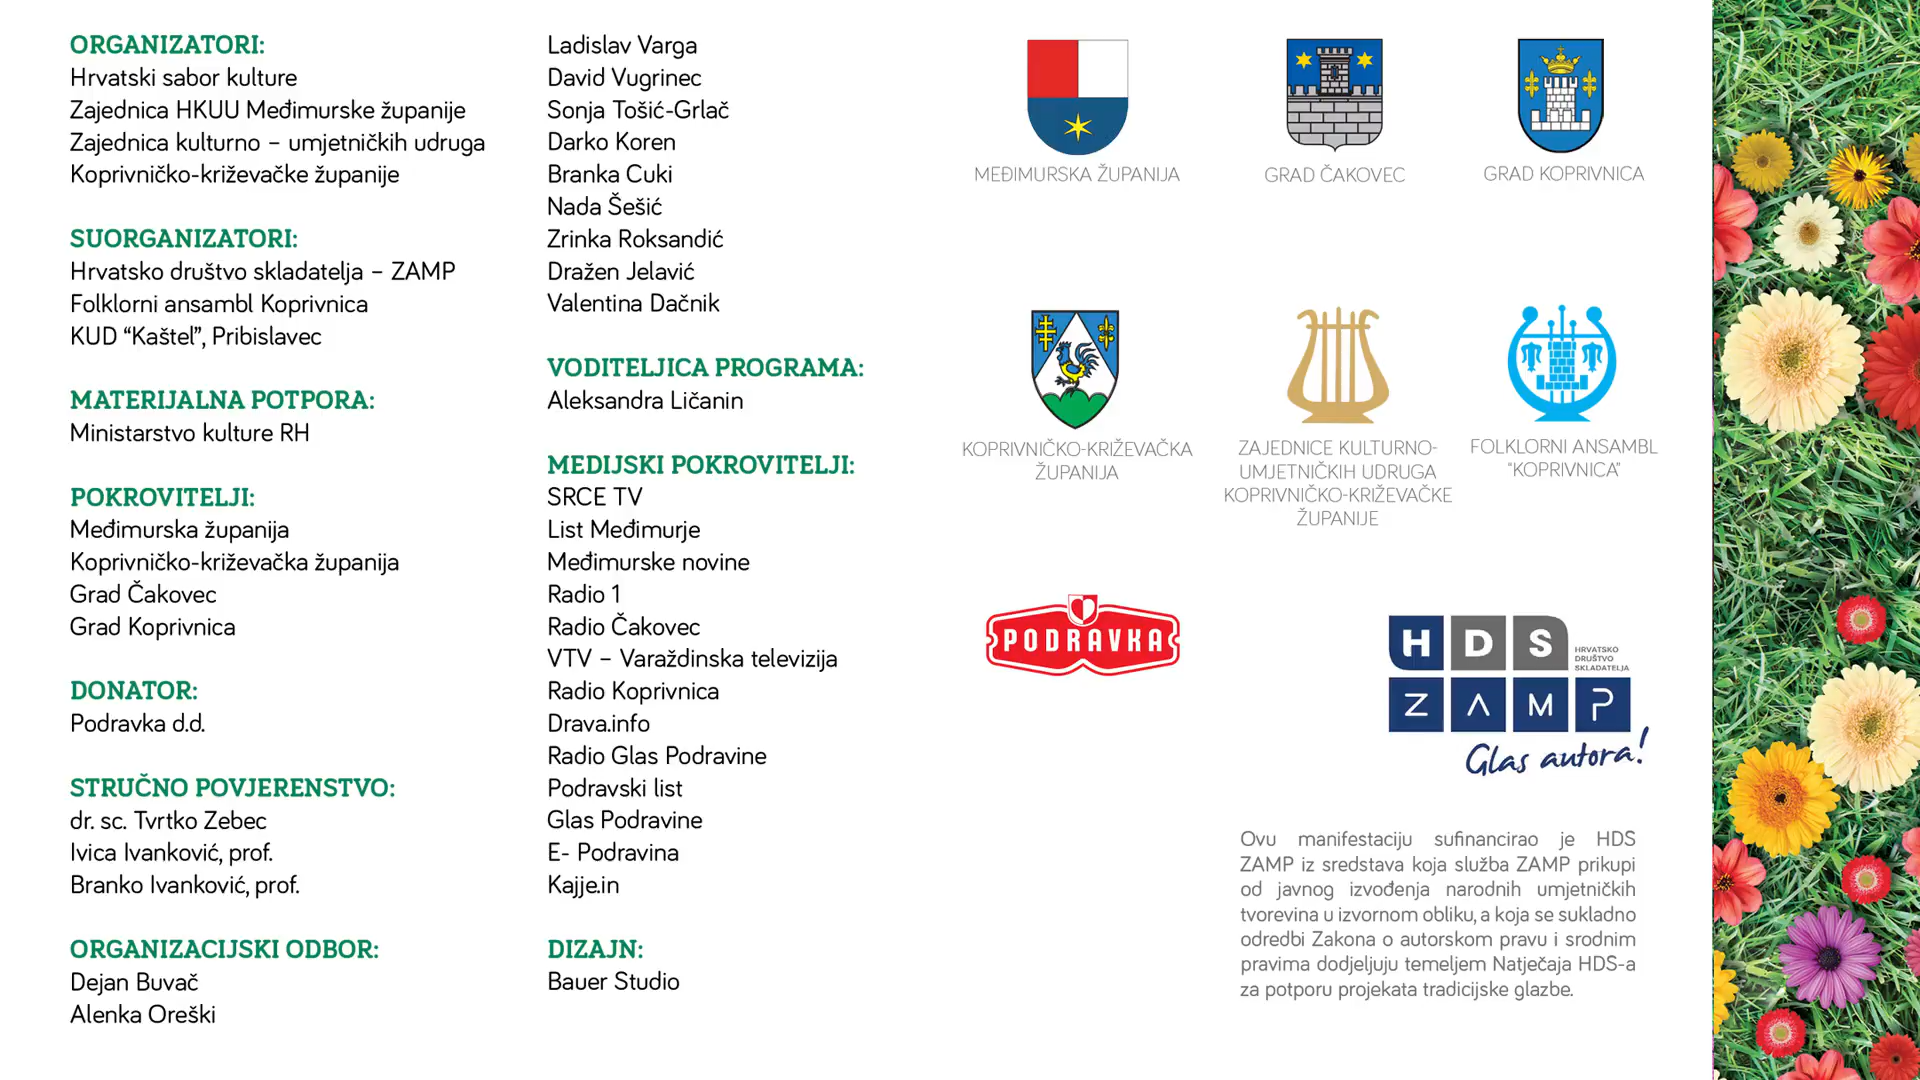 ORGANIZATORI:
Hrvatski sabor kulture
Zajednica HKUU Međimurske županije
Zajednica kulturno – umjetničkih udruga
Koprivničko-križevačke županije
SUORGANIZATORI:
Hrvatsko društvo skladatelja – ZAMP
Folklorni ansambl Koprivnica
KUD “Kaštel”, Pribislavec
MATERIJALNA POTPORA:
Ministarstvo kulture RH
POKROVITELJI:
Međimurska županija
Koprivničko-križevačka županija
Grad Čakovec
Grad Koprivnica
DONATOR:
Podravka d.d.
STRUČNO POVJERENSTVO:
dr. sc. Tvrtko Zebec
Ivica Ivanković, prof.
Branko Ivanković, prof.
ORGANIZACIJSKI ODBOR:
Dejan Buvač
Alenka Oreški
Ladislav Varga
David Vugrinec
Sonja Tošić-Grlač
Darko Koren
Branka Cuki
Nada Šešić
Zrinka Roksandić
Dražen Jelavić
Valentina Dačnik
VODITELJICA PROGRAMA:
Aleksandra Ličanin
MEDIJSKI POKROVITELJI:
SRCE TV
List Međimurje
Međimurske novine
Radio 1
Radio Čakovec
VTV – Varaždinska televizija
Radio Koprivnica
Drava.info
Radio Glas Podravine
Podravski list
Glas Podravine
E- Podravina
Kajje.in
DIZAJN:
Bauer Studio
MEĐIMURSKA ŽUPANIJA
GRAD ČAKOVEC
GRAD KOPRIVNICA
KOPRIVNIČKO-KRIŽEVAČKA
ŽUPANIJA
ZAJEDNICE KULTURNO-
UMJETNIČKIH UDRUGA
KOPRIVNIČKO-KRIŽEVAČKE
ŽUPANIJE
FOLKLORNI ANSAMBL
“KOPRIVNICA”
PODRAVKA
HDS
HRVATSKO
DRUŠTVO
SKLADATELJA
ZAMP
Glas autora!
Ovu manifestaciju sufinancirao je HDS
ZAMP iz sredstava koja služba ZAMP prikupi
od javnog izvođenja narodnih umjetničkih
tvorevina u izvornom obliku, a koja se sukladno
odredbi Zakona o autorskom pravu i srodnim
pravima dodjeljuju temeljem Natječaja HDS-a
za potporu projekata tradicijske glazbe.